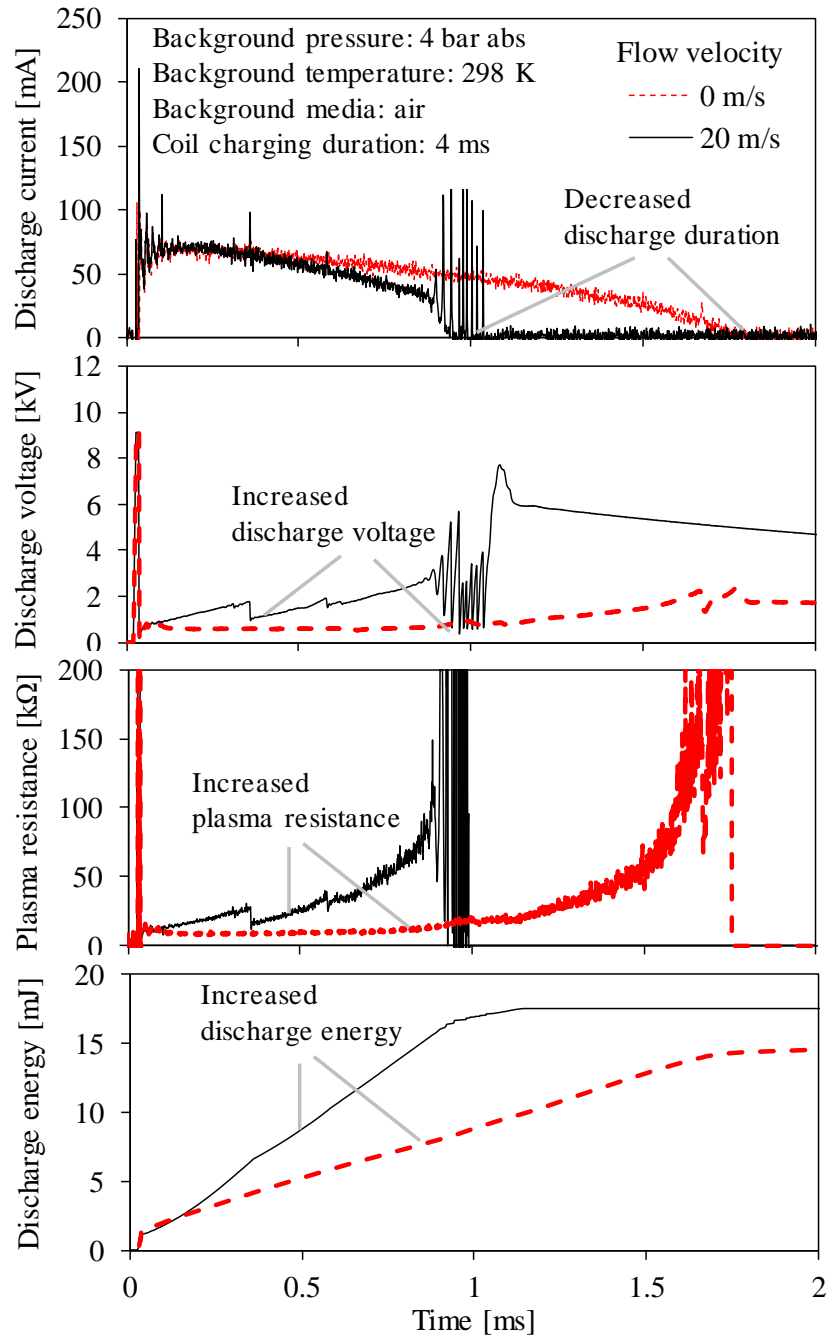 Discharge current [mA]
250
200
150
100
50
0
Background pressure: 4 bar abs
Background temperature: 298 K
Background media: air
Coil charging duration: 4 ms
Flow velocity
0 m/s
20 m/s
Decreased
discharge duration
Discharge voltage [kV]
12
10
8
6
4
2
0
Increased
discharge voltage
Plasma resistance [kΩ]
200
150
100
50
0
Increased
plasma resistance
Discharge energy [mJ]
20
15
10
5
0
Increased
discharge energy
0
0.5
1
1.5
2
Time [ms]